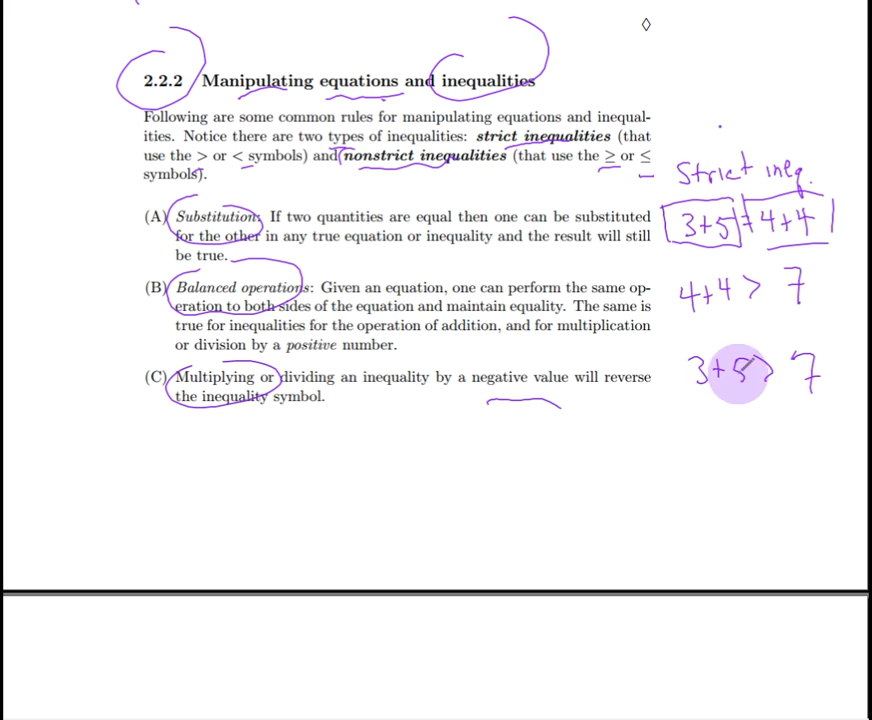 2.2.2 Manipulating equations and inequalities
Following are some common rules for manipulating equations and inequal-
ities. Notice there are two types of inequalities: strict inequalities (that
use the > or < symbols) and nonstrict inequalities (that use the ≥ or ≤
symbols).
(A) Substitution: If two quantities are equal then one can be substituted
for the other in any true equation or inequality and the result will still
be true.
(B) Balanced operations: Given an equation, one can perform the same op-
eration to both sides of the equation and maintain equality. The same is
true for inequalities for the operation of addition, and for multiplication
or division by a positive number.
(C) Multiplying or dividing an inequality by a negative value will reverse
the inequality symbol.
Strict ineq.
3+5 = 4+4
4+4 > 7
3+5 > 7